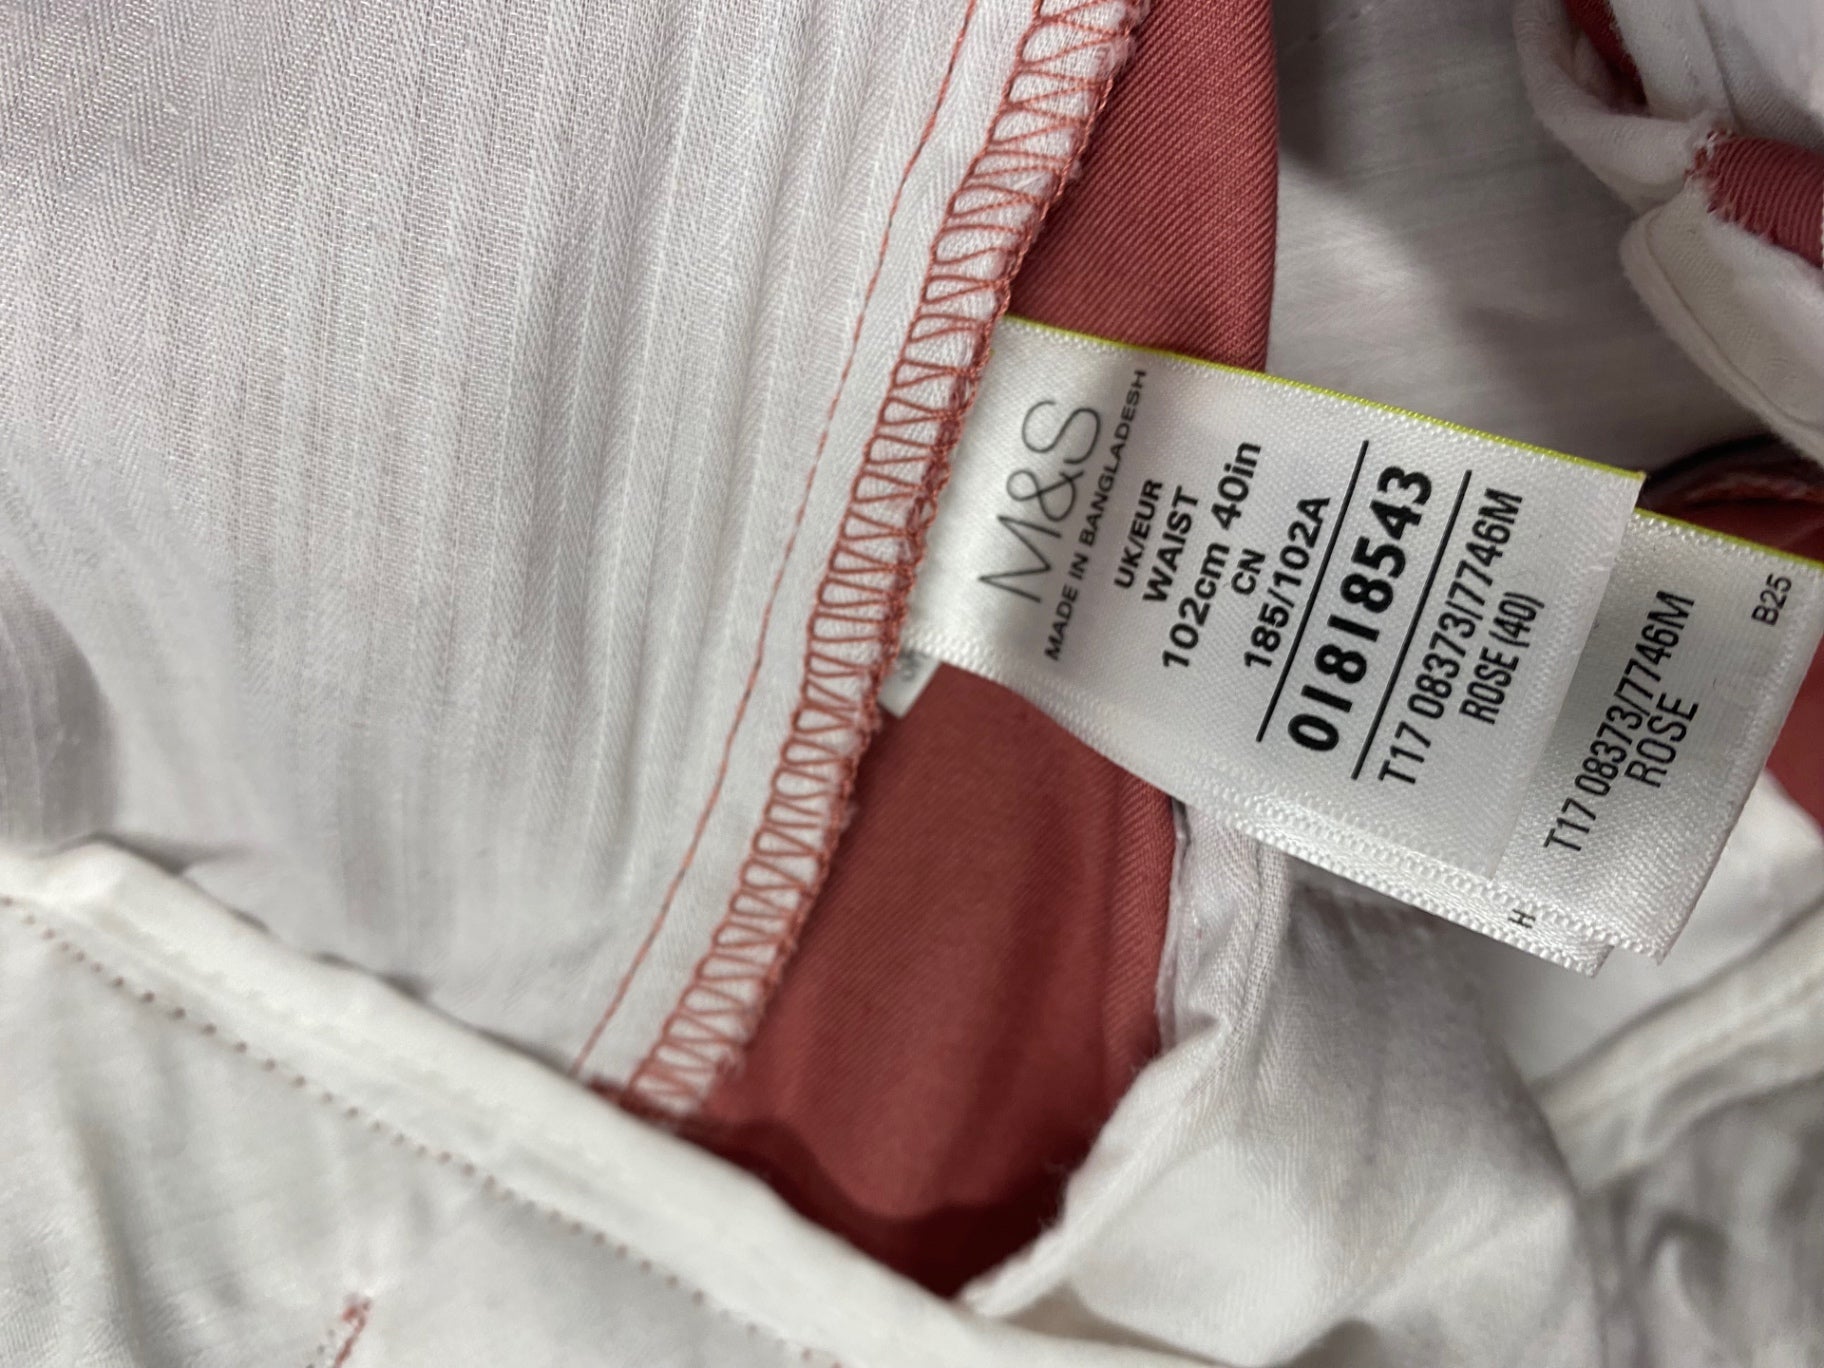 M&S
MADE IN BANGLADESH
UK/EUR
WAIST
102cm 40in
CN
185/102A
01818543
T17 08373/7746M
ROSE (40)
H
T17 08373/7746M
ROSE
B25